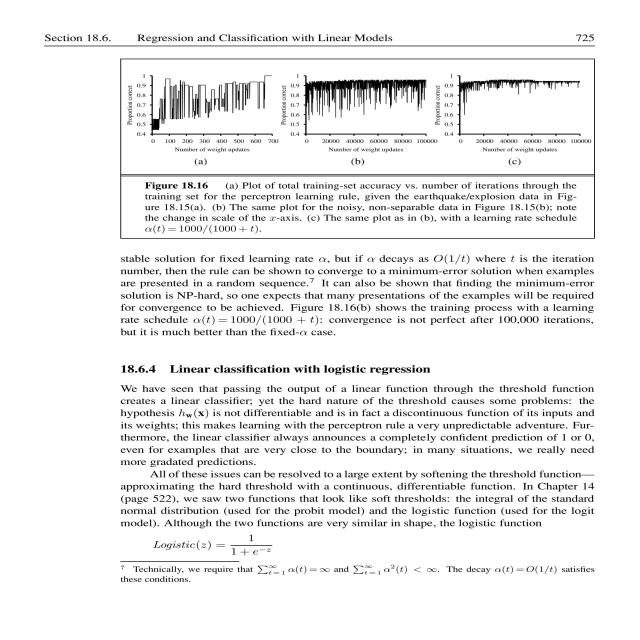 Section 18.6. Regression and Classification with Linear Models 725
1
0.9
0.8
0.7
0.6
0.5
0.4
Proportion correct
0 100 200 300 400 500 600 700
Number of weight updates
(a)
1
0.9
0.8
0.7
0.6
0.5
0.4
Proportion correct
0 20000 40000 60000 80000 100000
Number of weight updates
(b)
1
0.9
0.8
0.7
0.6
0.5
0.4
Proportion correct
0 20000 40000 60000 80000 100000
Number of weight updates
(c)
Figure 18.16 (a) Plot of total training-set accuracy vs. number of iterations through the
training set for the perceptron learning rule, given the earthquake/explosion data in Fig-
ure 18.15(a). (b) The same plot for the noisy, non-separable data in Figure 18.15(b); note
the change in scale of the x-axis. (c) The same plot as in (b), with a learning rate schedule
α(t) = 1000/(1000 + t).
stable solution for fixed learning rate α, but if α decays as O(1/t) where t is the iteration
number, then the rule can be shown to converge to a minimum-error solution when examples
are presented in a random sequence.⁷ It can also be shown that finding the minimum-error
solution is NP-hard, so one expects that many presentations of the examples will be required
for convergence to be achieved. Figure 18.16(b) shows the training process with a learning
rate schedule α(t) = 1000/(1000 + t): convergence is not perfect after 100,000 iterations,
but it is much better than the fixed-α case.
18.6.4 Linear classification with logistic regression
We have seen that passing the output of a linear function through the threshold function
creates a linear classifier; yet the hard nature of the threshold causes some problems: the
hypothesis h_w(x) is not differentiable and is in fact a discontinuous function of its inputs and
its weights; this makes learning with the perceptron rule a very unpredictable adventure. Fur-
thermore, the linear classifier always announces a completely confident prediction of 1 or 0,
even for examples that are very close to the boundary; in many situations, we really need
more gradated predictions.
All of these issues can be resolved to a large extent by softening the threshold function—
approximating the hard threshold with a continuous, differentiable function. In Chapter 14
(page 522), we saw two functions that look like soft thresholds: the integral of the standard
normal distribution (used for the probit model) and the logistic function (used for the logit
model). Although the two functions are very similar in shape, the logistic function
Logistic(z) = 1 / (1 + e^−z)
⁷ Technically, we require that ∑_{t=1}^∞ α(t) = ∞ and ∑_{t=1}^∞ α²(t) < ∞. The decay α(t) = O(1/t) satisfies
these conditions.